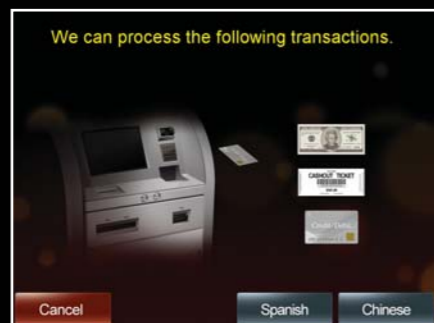 We can process the following transactions.
CASHOUT TICKET
Cancel
Spanish
Chinese